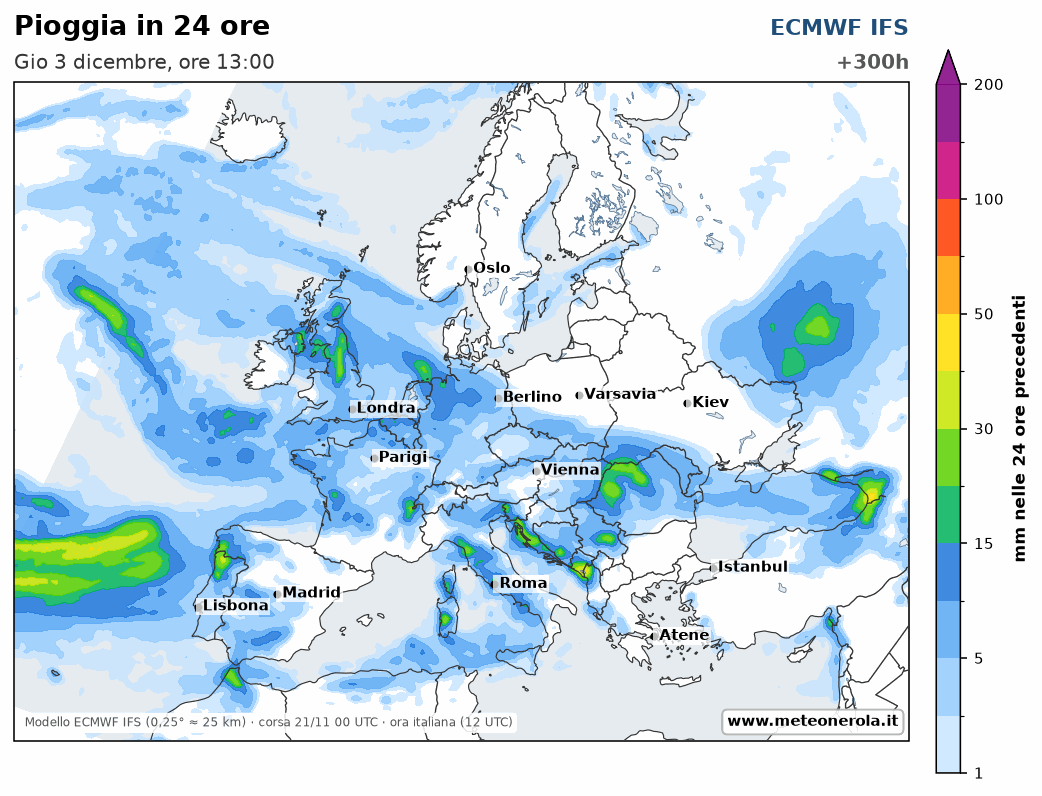 Pioggia in 24 ore
ECMWF IFS
Gio 3 dicembre, ore 13:00
+300h
200
100
50
30
15
5
1
mm nelle 24 ore precedenti
Oslo
Berlino
Varsavia
Kiev
Londra
Parigi
Vienna
Istanbul
Roma
Madrid
Lisbona
Atene
Modello ECMWF IFS (0,25° ≈ 25 km) · corsa 21/11 00 UTC · ora italiana (12 UTC)
www.meteonerola.it